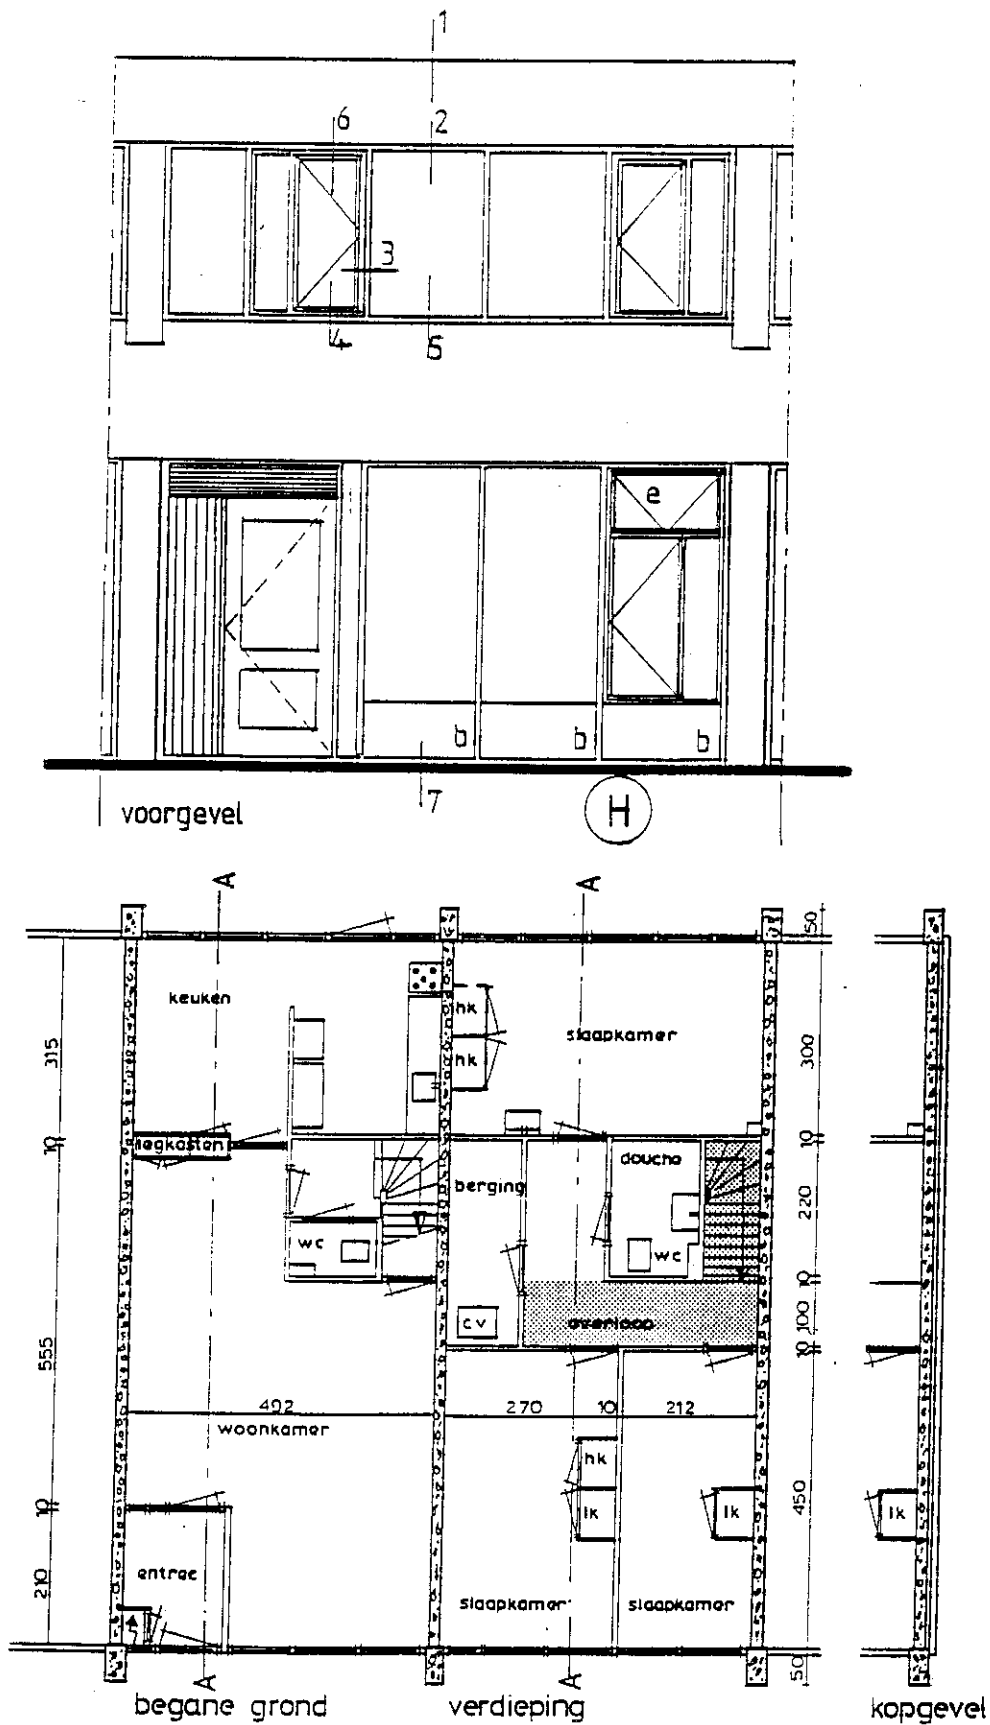 1
6 2
3
4 5
e
b b b
7
H
voorgevel
A A
50
keuken
hk
slaapkamer
hk
315
300
10
legkasten
10
douche
berging
220
wc
wc
10
cv
overloop
100
10
555
492
270 10 212
woonkamer
hk
450
lk lk lk
10
entree
210
slaapkamer slaapkamer
50
A A
begane grond verdieping kopgevel